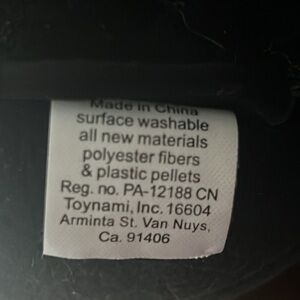 Made in China
surface washable
all new materials
polyester fibers
& plastic pellets
Reg. no. PA-12188 CN
Toynami, Inc. 16604
Arminta St. Van Nuys,
Ca. 91406